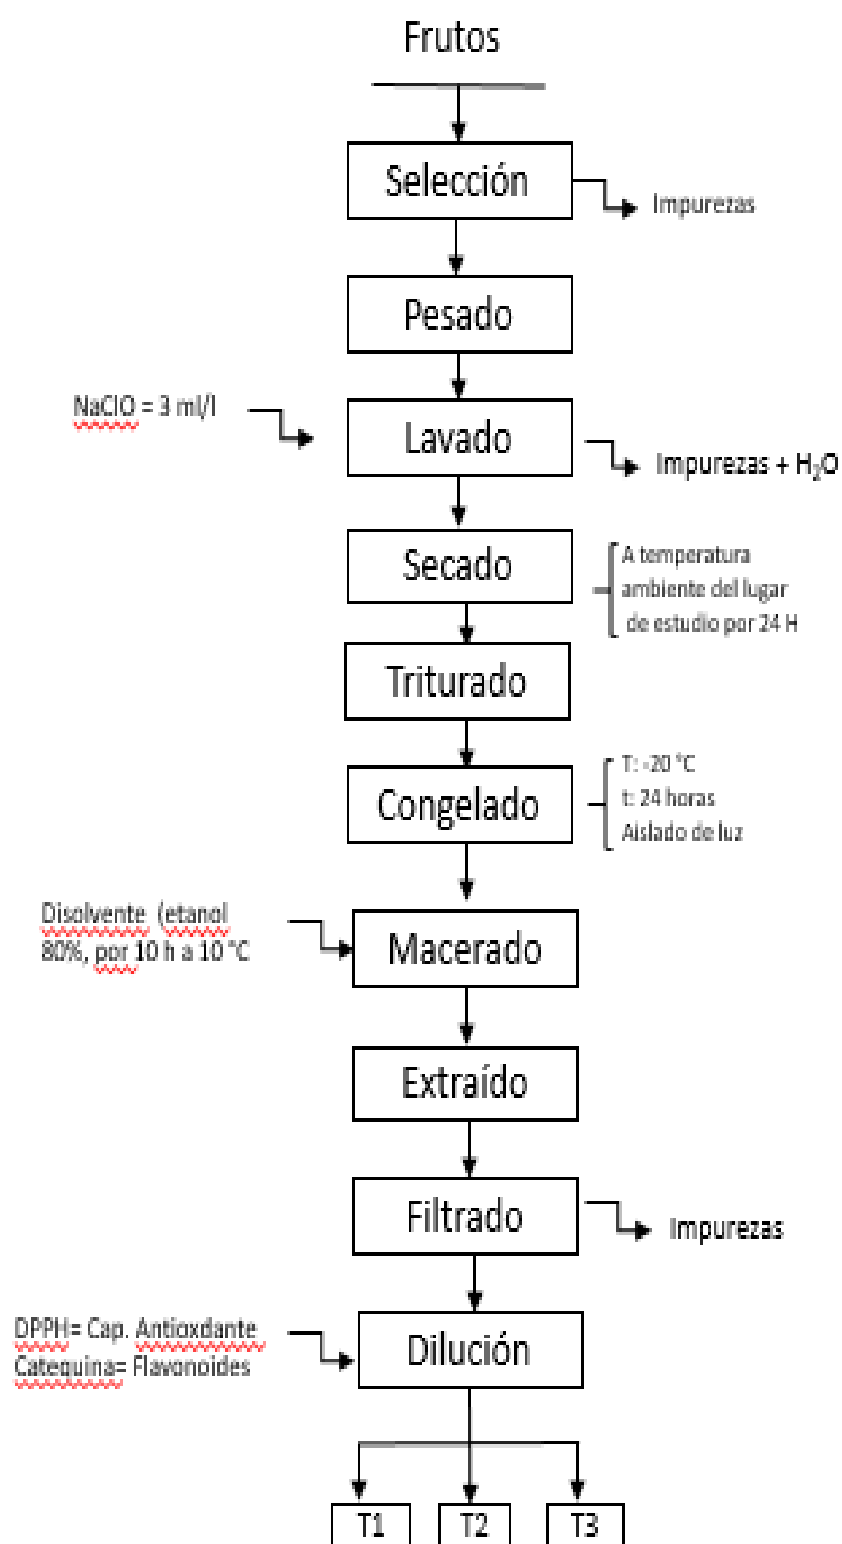 Frutos
Selección
Impurezas
Pesado
NaClO = 3 ml/l
Lavado
Impurezas + H₂O
Secado
A temperatura
ambiente del lugar
de estudio por 24 H
Triturado
Congelado
T: -20 °C
t: 24 horas
Aislado de luz
Disolvente (etanol
80%, por 10 h a 10 °C
Macerado
Extraído
Filtrado
Impurezas
DPPH= Cap. Antioxdante
Catequina= Flavonoides
Dilución
T1 T2 T3